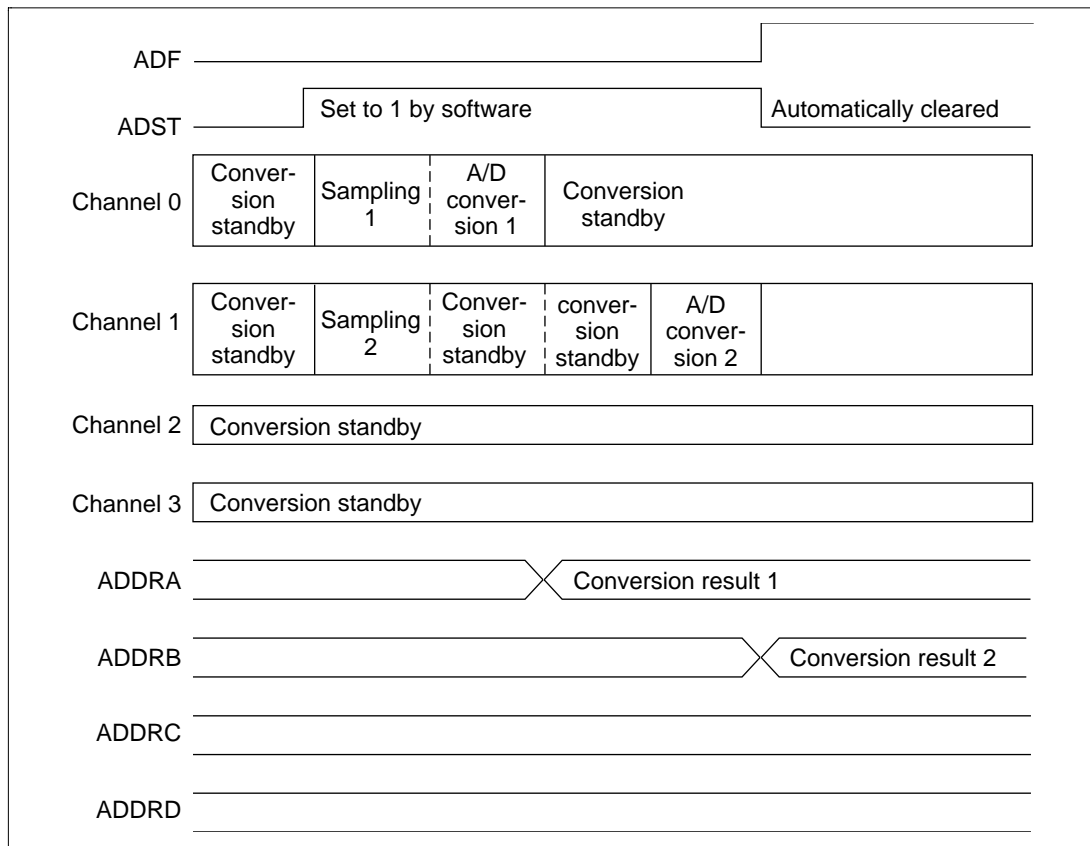 ADF
ADST
Set to 1 by software
Automatically cleared
Channel 0
Conver-
sion
standby
Sampling
1
A/D
conver-
sion 1
Conversion
standby
Channel 1
Conver-
sion
standby
Sampling
2
Conver-
sion
standby
conver-
sion
standby
A/D
conver-
sion 2
Channel 2
Conversion standby
Channel 3
Conversion standby
ADDRA
Conversion result 1
ADDRB
Conversion result 2
ADDRC
ADDRD